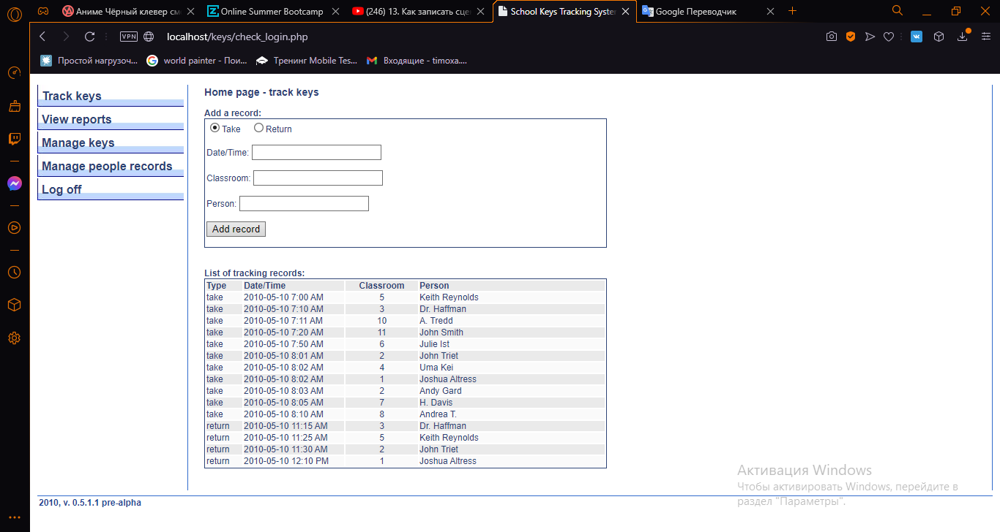 Аниме Чёрный клевер см
Online Summer Bootcamp
(246) 13. Как записать сце
School Keys Tracking Syste
Google Переводчик
VPN localhost/keys/check_login.php
Простой нагрузоч... world painter - Пои... Тренинг Mobile Tes... Входящие - timoxa....
Track keys
View reports
Manage keys
Manage people records
Log off
Home page - track keys
Add a record:
Take Return
Date/Time:
Classroom:
Person:
Add record
List of tracking records:
Type Date/Time Classroom Person
take 2010-05-10 7:00 AM 5 Keith Reynolds
take 2010-05-10 7:10 AM 3 Dr. Haffman
take 2010-05-10 7:11 AM 10 A. Tredd
take 2010-05-10 7:20 AM 11 John Smith
take 2010-05-10 7:50 AM 6 Julie Ist
take 2010-05-10 8:01 AM 2 John Triet
take 2010-05-10 8:02 AM 4 Uma Kei
take 2010-05-10 8:02 AM 1 Joshua Altress
take 2010-05-10 8:03 AM 2 Andy Gard
take 2010-05-10 8:05 AM 7 H. Davis
take 2010-05-10 8:10 AM 8 Andrea T.
return 2010-05-10 11:15 AM 3 Dr. Haffman
return 2010-05-10 11:25 AM 5 Keith Reynolds
return 2010-05-10 11:30 AM 2 John Triet
return 2010-05-10 12:10 PM 1 Joshua Altress
Активация Windows
Чтобы активировать Windows, перейдите в
раздел "Параметры".
2010, v. 0.5.1.1 pre-alpha